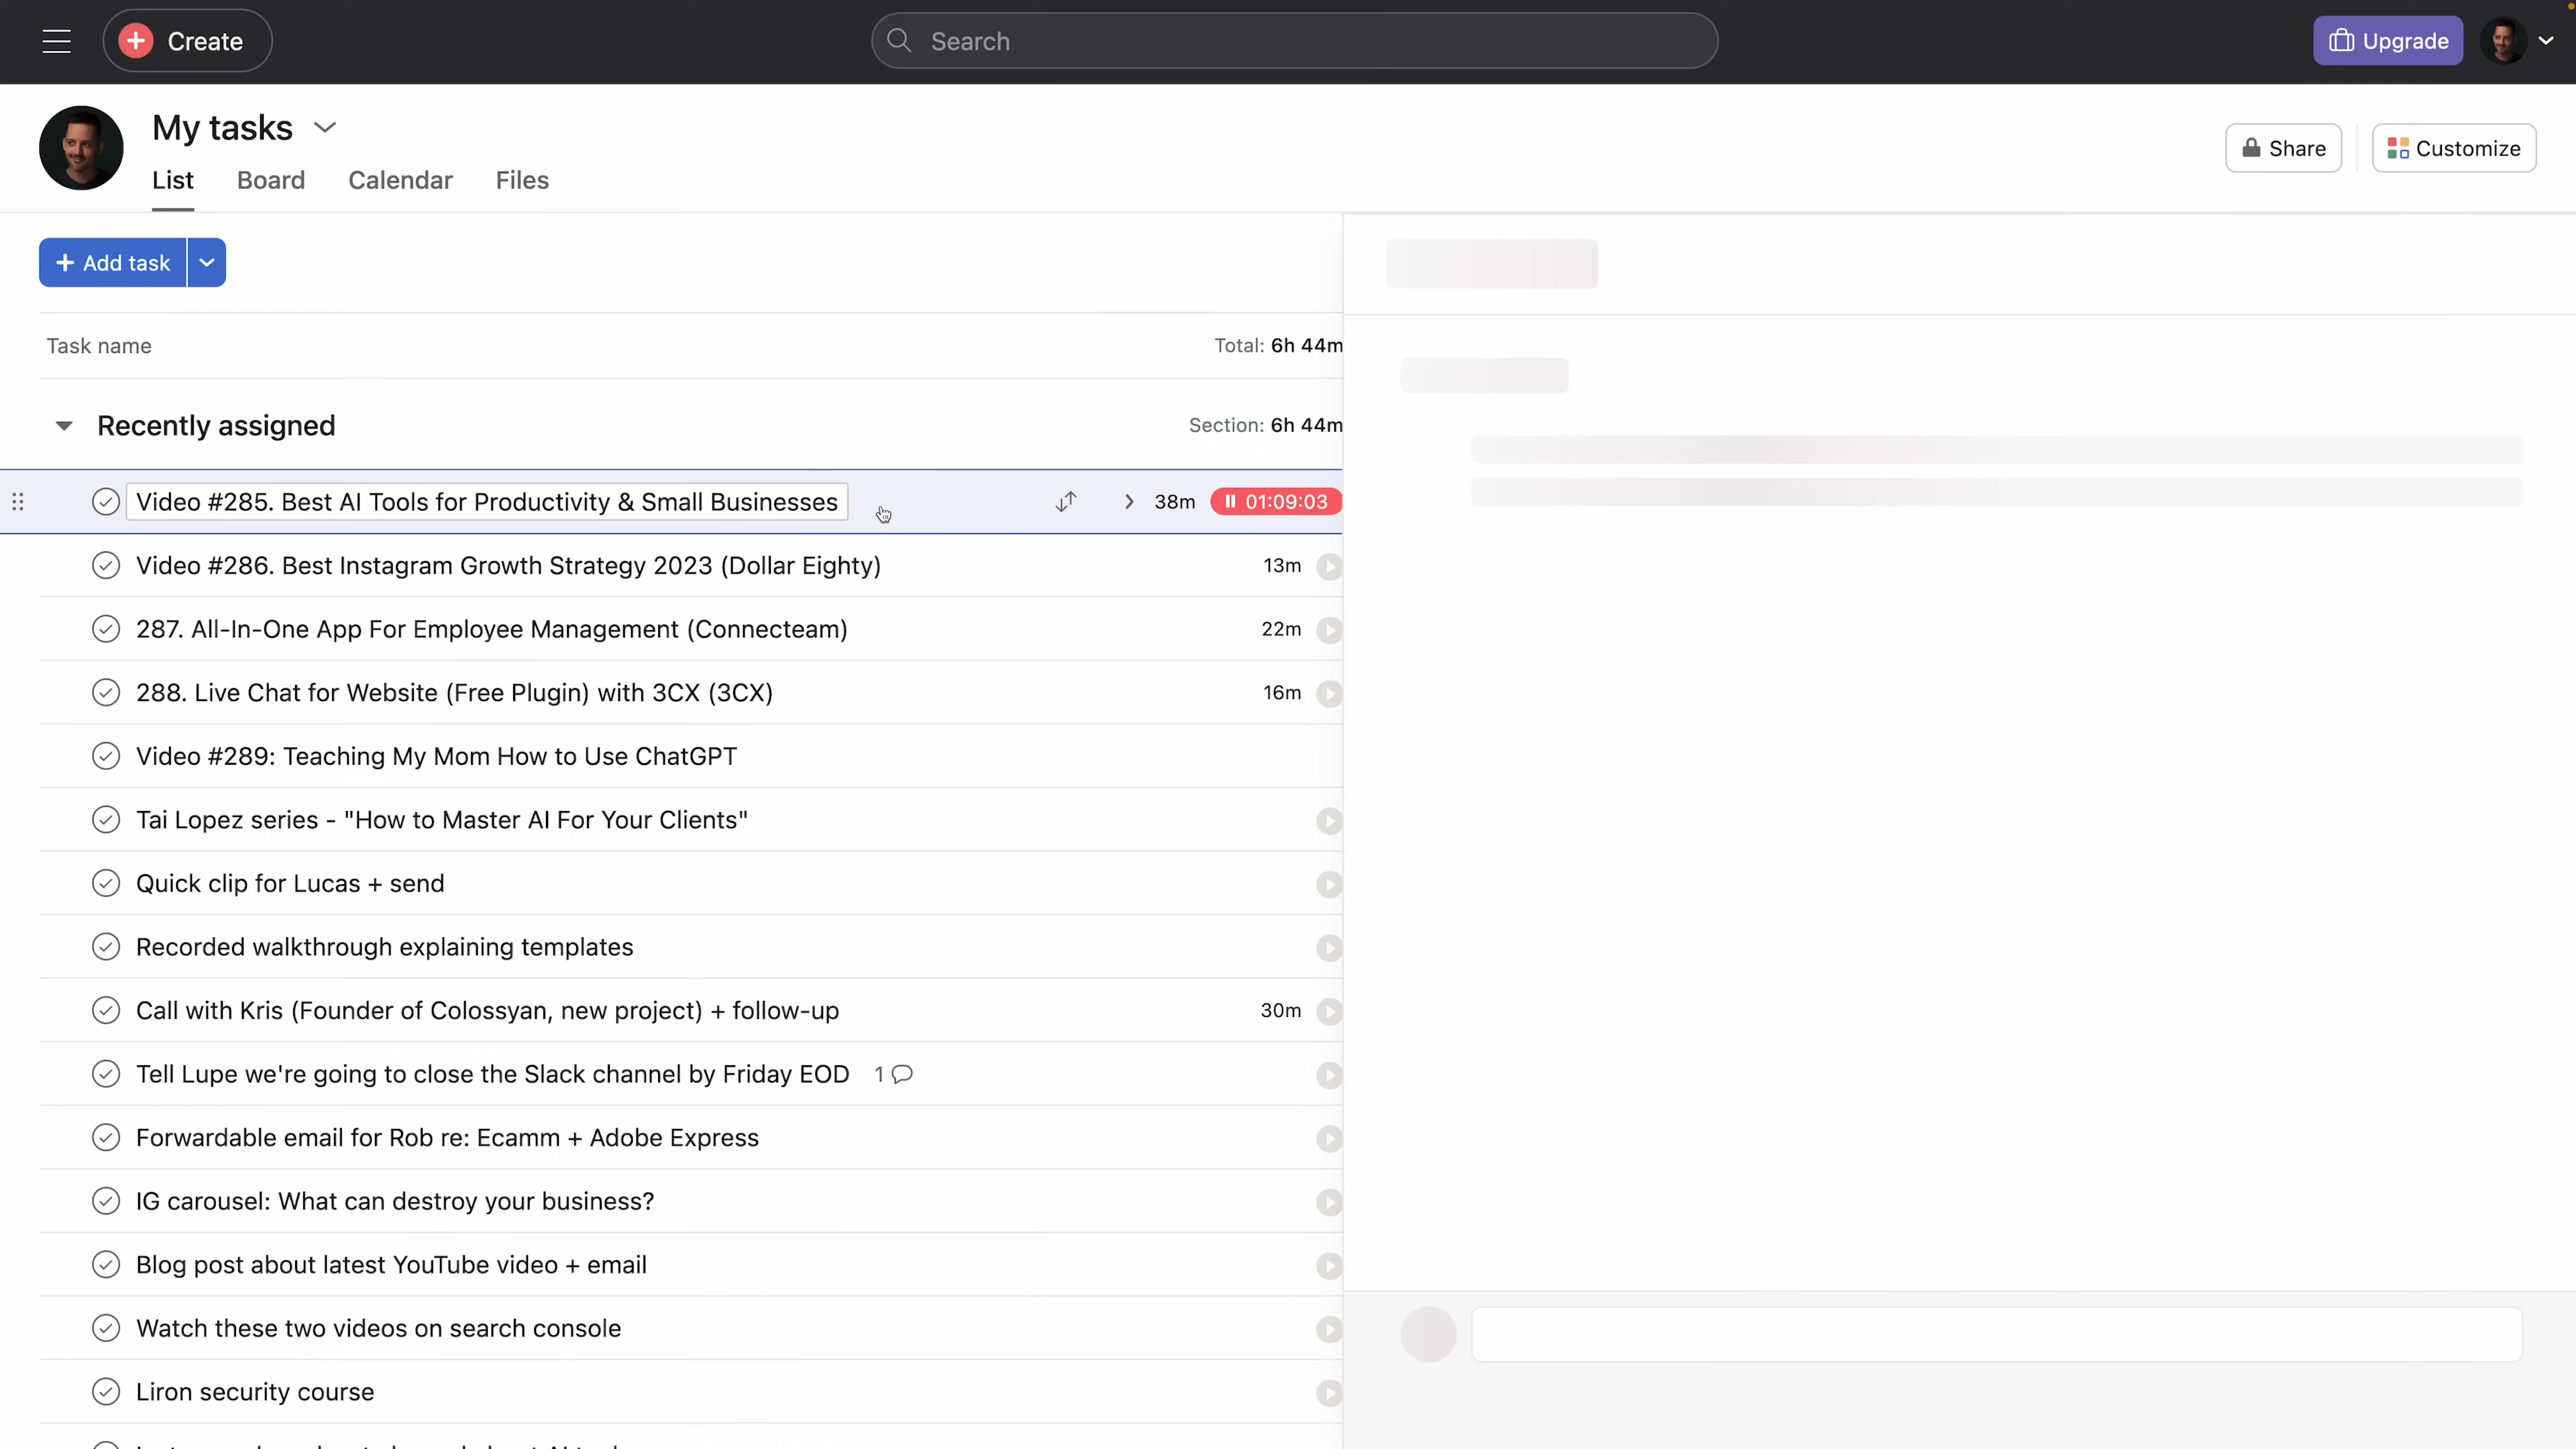 Create
Search
Upgrade
My tasks
Share
Customize
List Board Calendar Files
+ Add task
Task name
Total: 6h 44m
Recently assigned
Section: 6h 44m
Video #285. Best AI Tools for Productivity & Small Businesses 38m 01:09:03
Video #286. Best Instagram Growth Strategy 2023 (Dollar Eighty) 13m
287. All-In-One App For Employee Management (Connecteam) 22m
288. Live Chat for Website (Free Plugin) with 3CX (3CX) 16m
Video #289: Teaching My Mom How to Use ChatGPT
Tai Lopez series - "How to Master AI For Your Clients"
Quick clip for Lucas + send
Recorded walkthrough explaining templates
Call with Kris (Founder of Colossyan, new project) + follow-up 30m
Tell Lupe we're going to close the Slack channel by Friday EOD 1
Forwardable email for Rob re: Ecamm + Adobe Express
IG carousel: What can destroy your business?
Blog post about latest YouTube video + email
Watch these two videos on search console
Liron security course